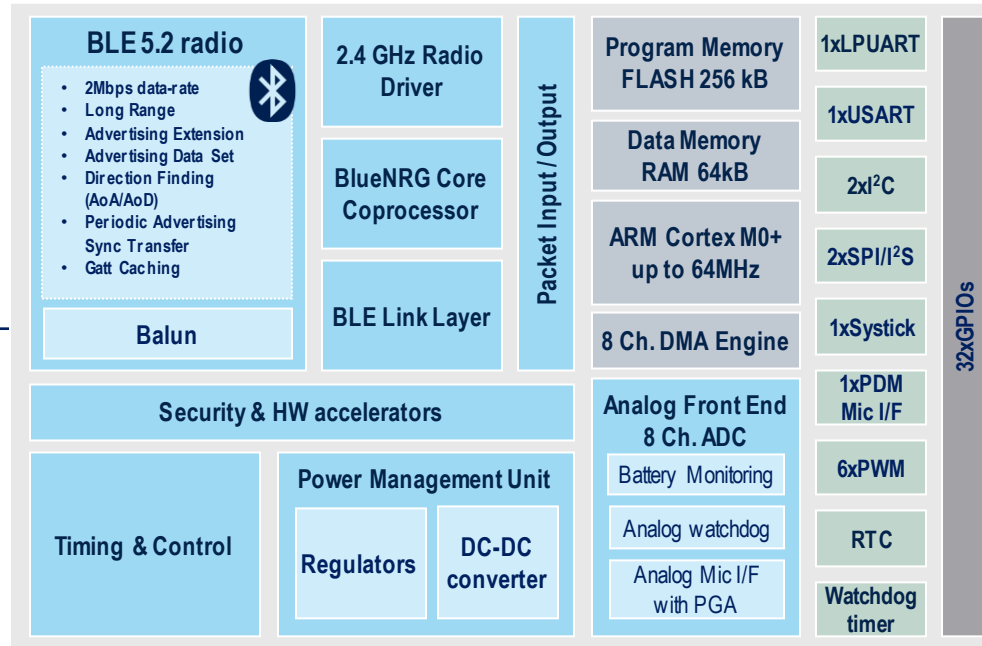 BLE 5.2 radio
• 2Mbps data-rate
• Long Range
• Advertising Extension
• Advertising Data Set
• Direction Finding
(AoA/AoD)
• Periodic Advertising
Sync Transfer
• Gatt Caching
Balun
2.4 GHz Radio
Driver
BlueNRG Core
Coprocessor
BLE Link Layer
Packet Input / Output
Security & HW accelerators
Timing & Control
Power Management Unit
Regulators
DC-DC
converter
Program Memory
FLASH 256 kB
Data Memory
RAM 64kB
ARM Cortex M0+
up to 64MHz
8 Ch. DMA Engine
Analog Front End
8 Ch. ADC
Battery Monitoring
Analog watchdog
Analog Mic I/F
with PGA
1xLPUART
1xUSART
2xI²C
2xSPI/I²S
1xSystick
1xPDM
Mic I/F
6xPWM
RTC
Watchdog
timer
32xGPIOs